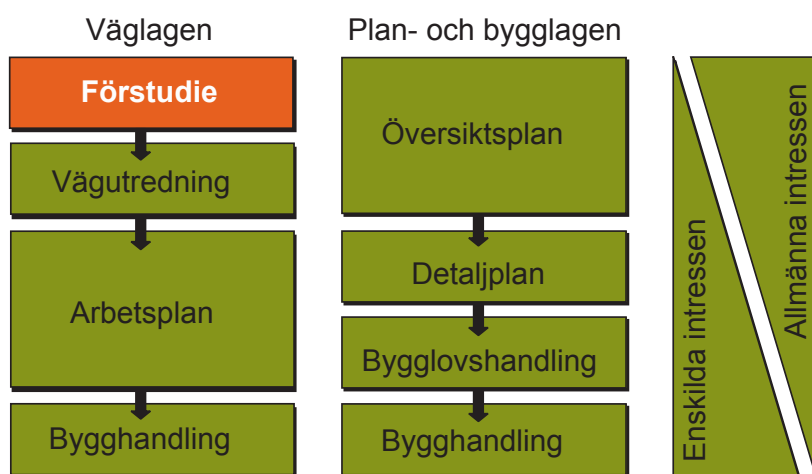 Väglagen
Förstudie
Vägutredning
Arbetsplan
Bygghandling
Plan- och bygglagen
Översiktsplan
Detaljplan
Bygglovshandling
Bygghandling
Enskilda intressen
Allmänna intressen